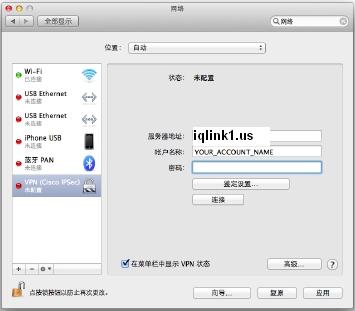 网络
全部显示
网络
位置：
自动
Wi-Fi
已连接
USB Ethernet
未连接
USB Ethernet
未连接
iPhone USB
未连接
蓝牙 PAN
未连接
VPN (Cisco IPSec)
未配置
状态： 未配置
服务器地址： iqlink1.us
帐户名称： YOUR_ACCOUNT_NAME
密码：
鉴定设置...
连接
在菜单栏中显示 VPN 状态
高级...
?
点按锁按钮以防止再次更改。
向导...
复原
应用